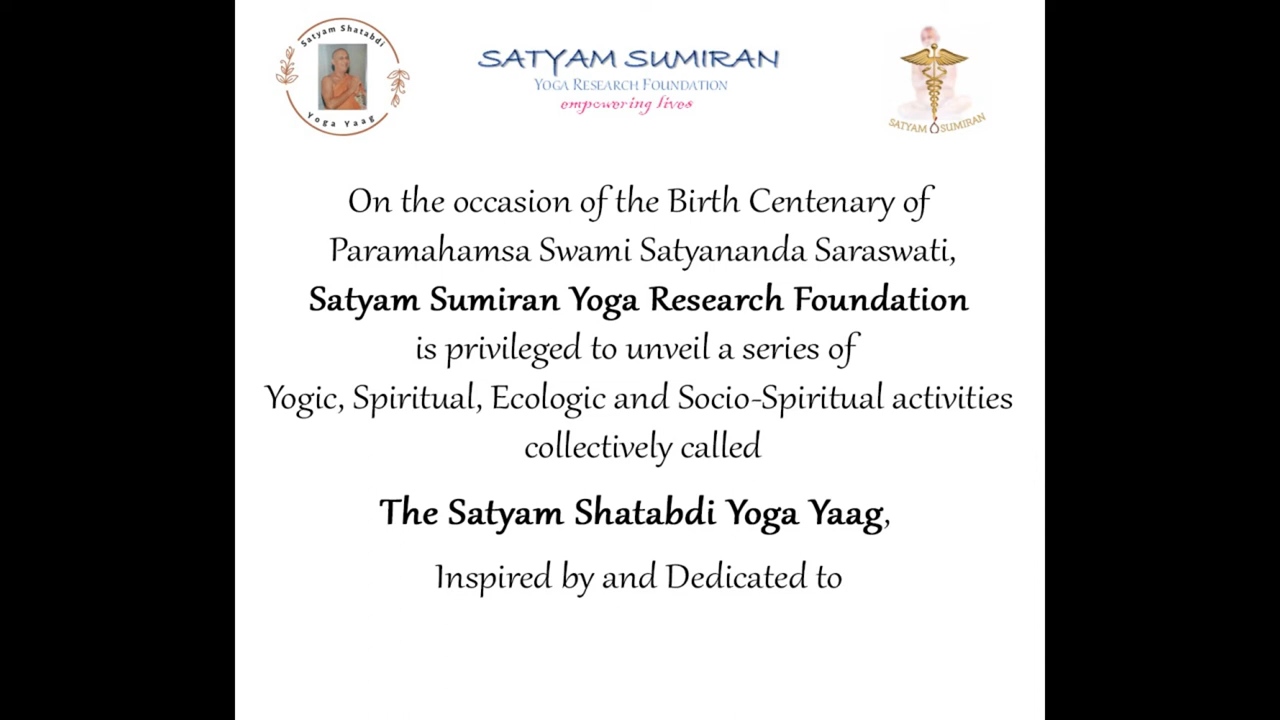 Satyam Shatabdi
Yoga Yaag
SATYAM SUMIRAN
YOGA RESEARCH FOUNDATION
empowering lives
SATYAM SUMIRAN
On the occasion of the Birth Centenary of
Paramahamsa Swami Satyananda Saraswati,
Satyam Sumiran Yoga Research Foundation
is privileged to unveil a series of
Yogic, Spiritual, Ecologic and Socio-Spiritual activities
collectively called
The Satyam Shatabdi Yoga Yaag,
Inspired by and Dedicated to